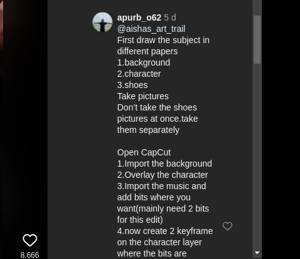 apurb_o62 5 d
@aishas_art_trail
First draw the subject in
different papers
1.background
2.character
3.shoes
Take pictures
Don't take the shoes
pictures at once.take
them separately

Open CapCut
1.Import the background
2.Overlay the character
3.Import the music and
add bits where you
want(mainly need 2 bits
for this edit)
4.now create 2 keyframe
on the character layer
where the bits are
8,666